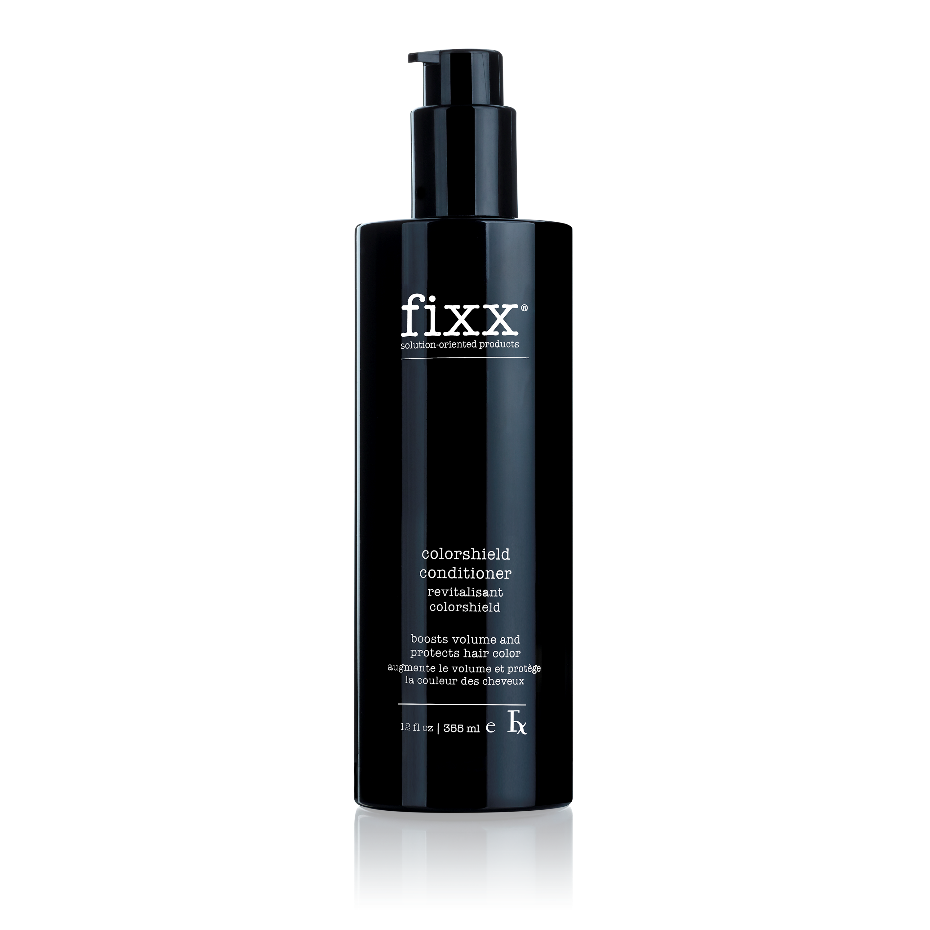 fixx®
solution-oriented products
colorshield
conditioner
revitalisant
colorshield
boosts volume and
protects hair color
augmente le volume et protège
la couleur des cheveux
12 fl oz | 355 ml e Fx